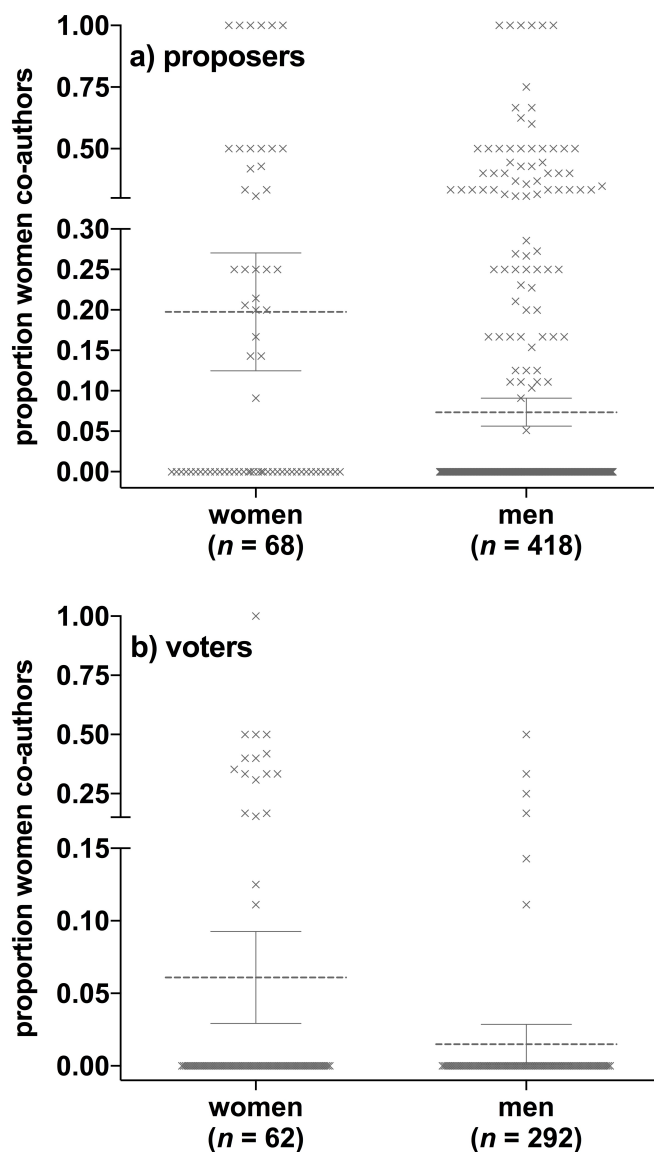 a) proposers
proportion women co-authors
1.00
0.75
0.50
0.30
0.25
0.20
0.15
0.10
0.05
0.00
women
(n = 68)
men
(n = 418)
b) voters
proportion women co-authors
1.00
0.75
0.50
0.25
0.15
0.10
0.05
0.00
women
(n = 62)
men
(n = 292)